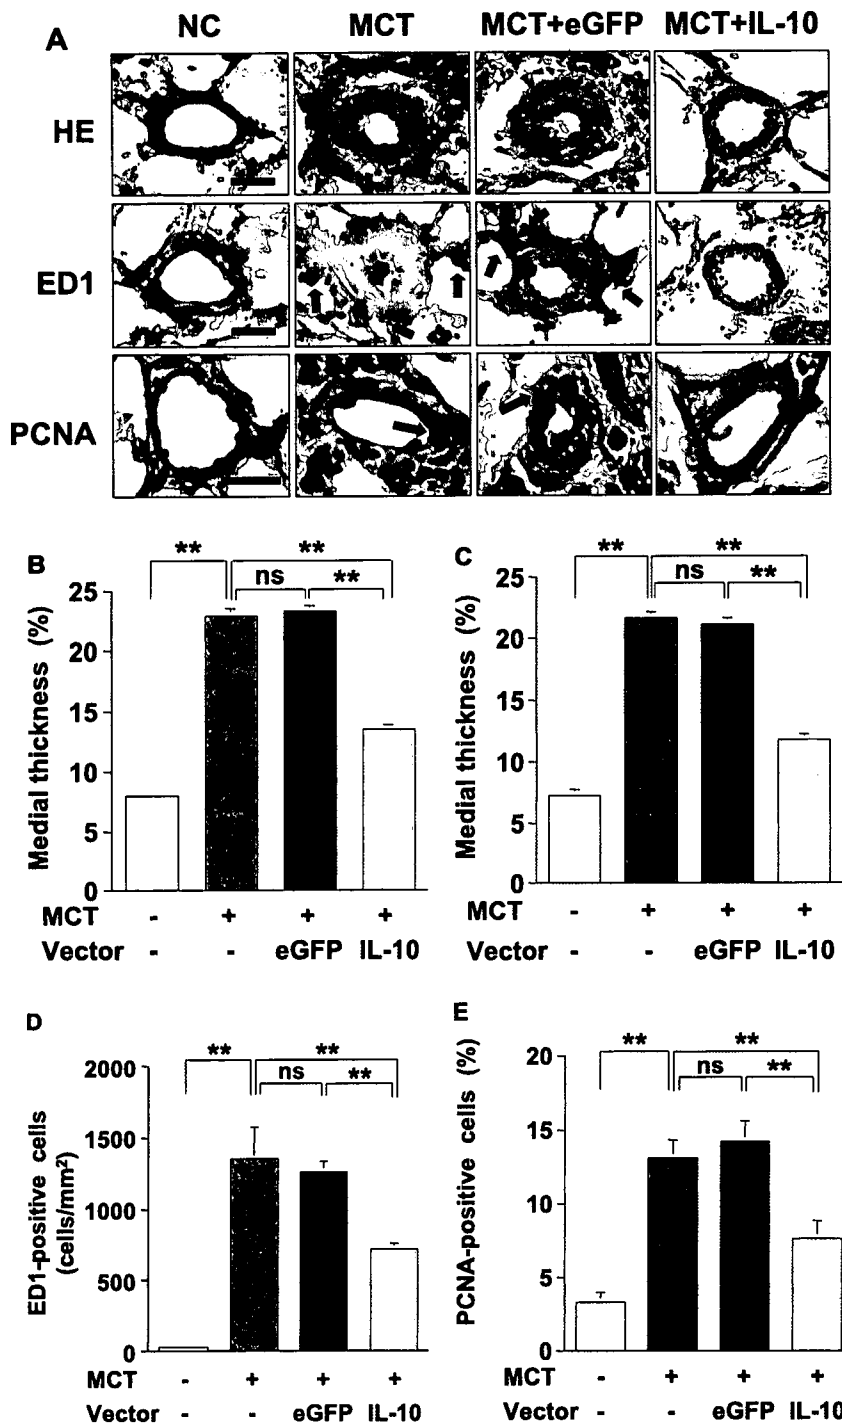 A
NC MCT MCT+eGFP MCT+IL-10
HE
ED1
PCNA
B
** **
ns **
Medial thickness (%)
25
20
15
10
5
0
MCT - + + +
Vector - - eGFP IL-10
C
** **
ns **
Medial thickness (%)
25
20
15
10
5
0
MCT - + + +
Vector - - eGFP IL-10
D
** **
ns **
ED1-positive cells
(cells/mm²)
2000
1500
1000
500
0
MCT - + + +
Vector - - eGFP IL-10
E
** **
ns **
PCNA-positive cells (%)
20
15
10
5
0
MCT - + + +
Vector - - eGFP IL-10